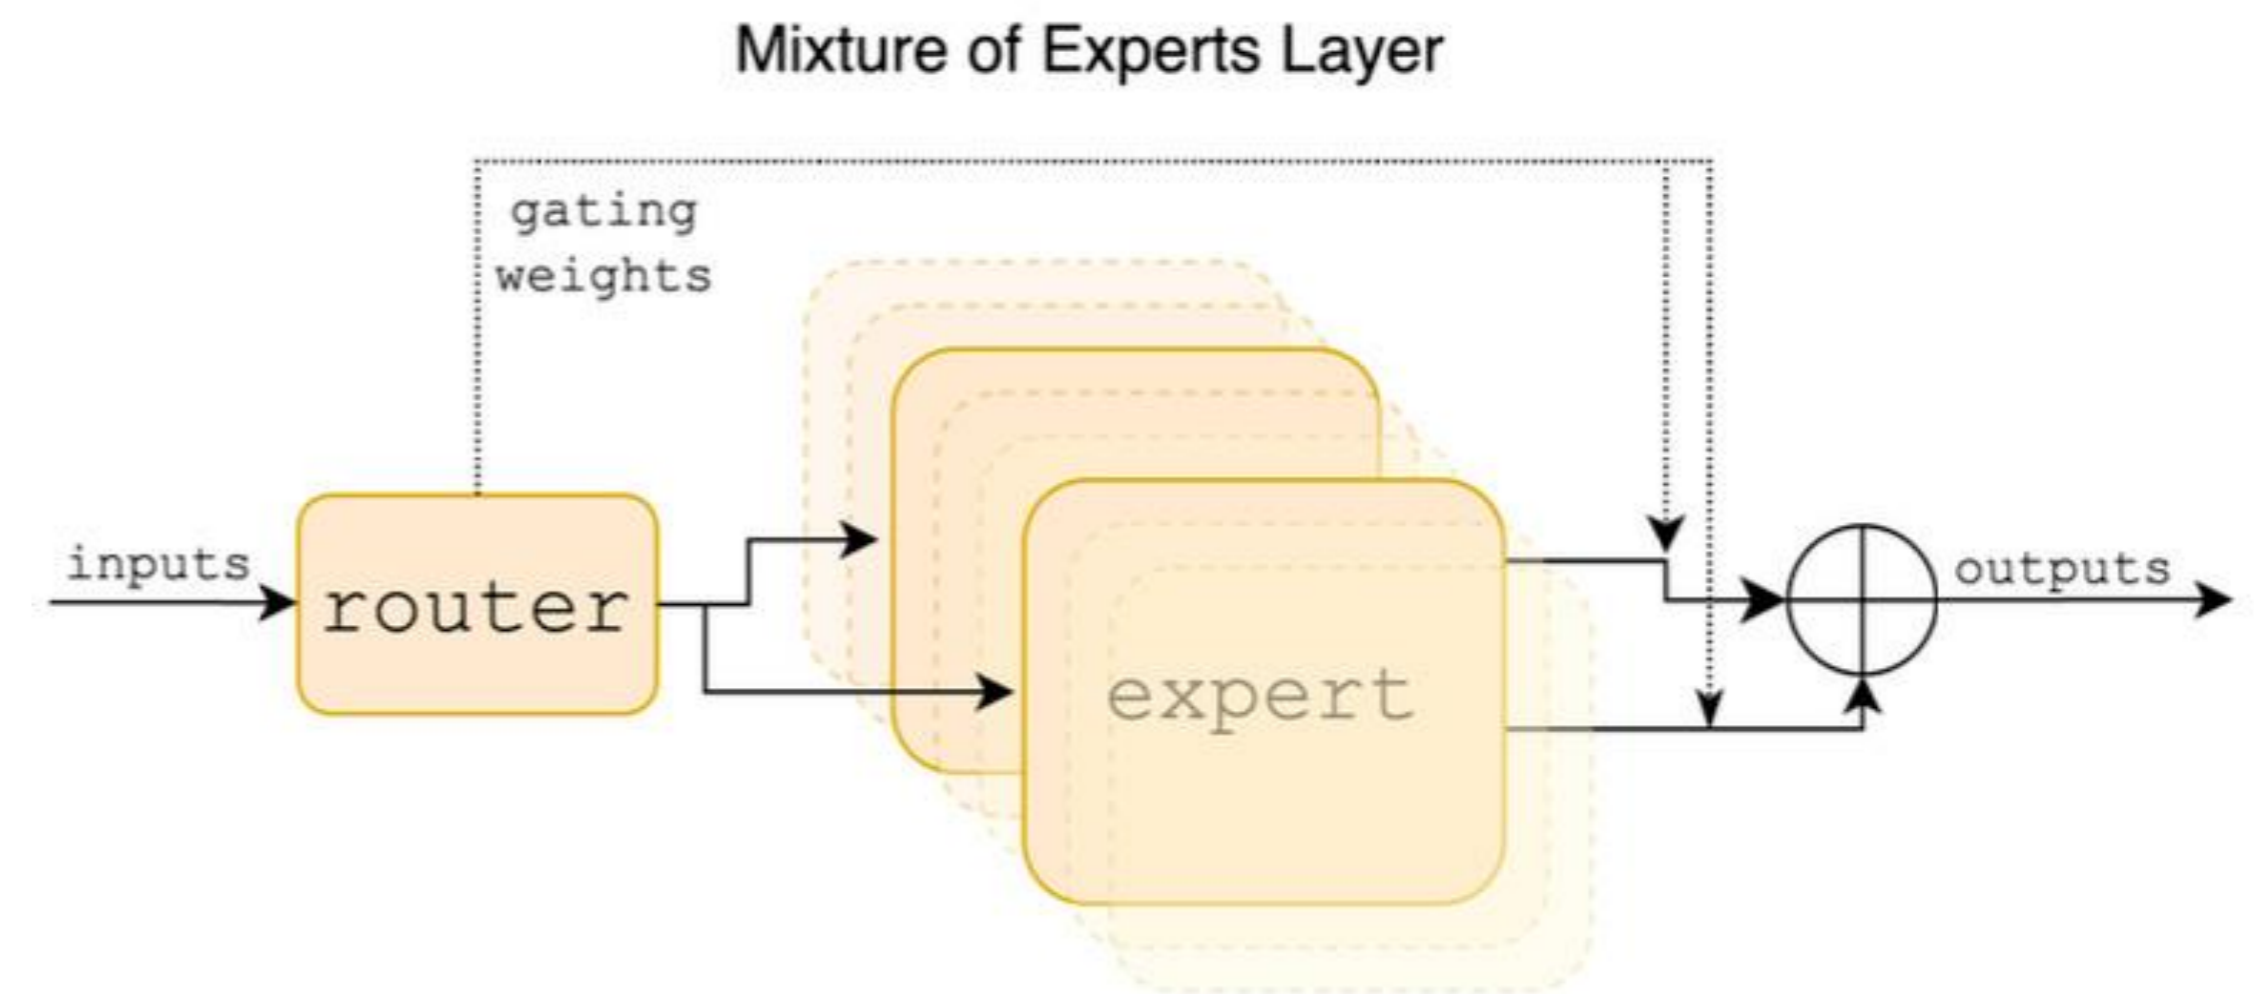 Mixture of Experts Layer
gating
weights
inputs
router
expert
outputs